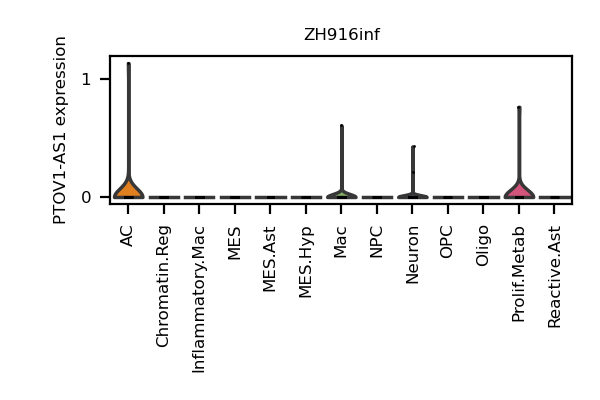 ZH916inf
PTOV1-AS1 expression
1
0
AC
Chromatin.Reg
Inflammatory.Mac
MES
MES.Ast
MES.Hyp
Mac
NPC
Neuron
OPC
Oligo
Prolif.Metab
Reactive.Ast